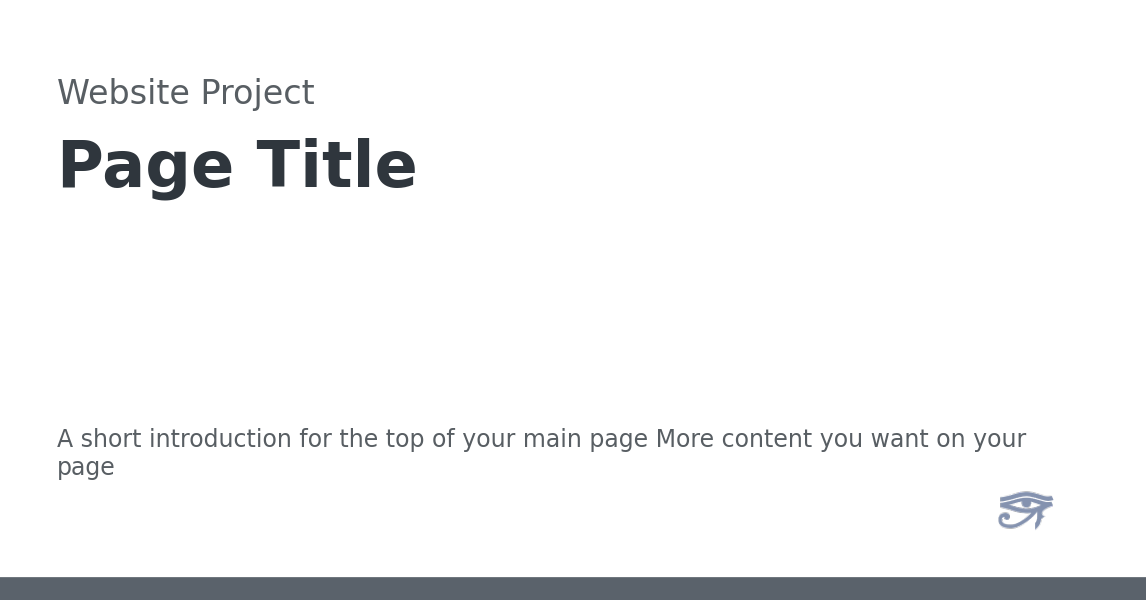 Website Project
Page Title
A short introduction for the top of your main page More content you want on your
page